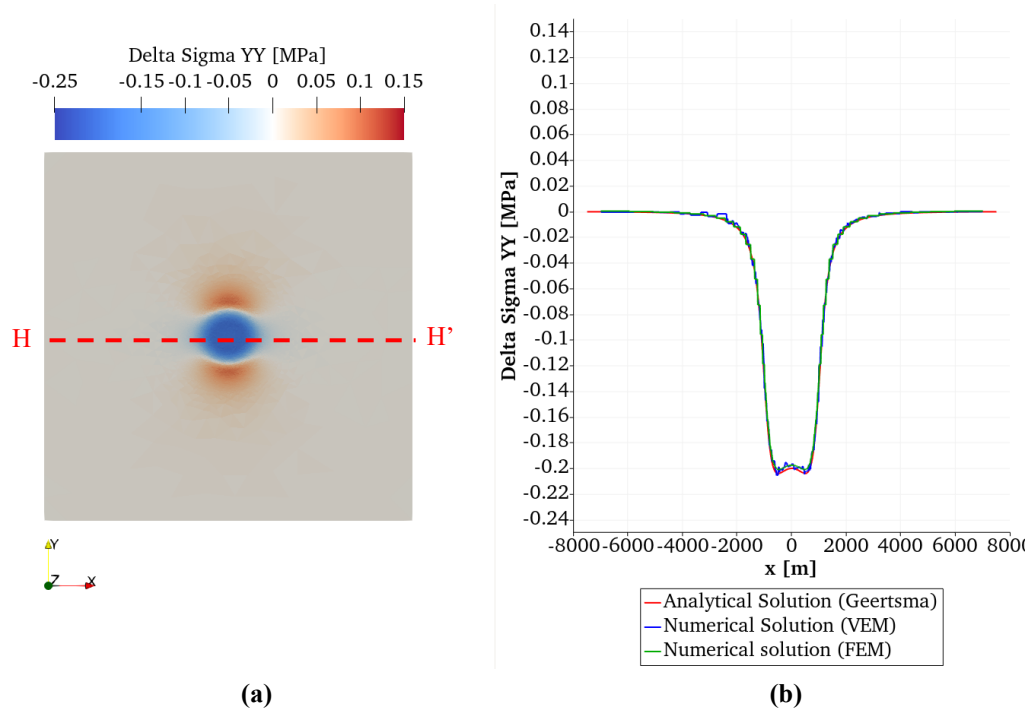 Delta Sigma YY [MPa]
-0.25 -0.15 -0.1 -0.05 0 0.05 0.1 0.15
H H’
Y
Z X
(a)
0.14
0.12
0.1
0.08
0.06
0.04
0.02
0
-0.02
-0.04
-0.06
-0.08
-0.1
-0.12
-0.14
-0.16
-0.18
-0.2
-0.22
-0.24
Delta Sigma YY [MPa]
-8000 -6000 -4000 -2000 0 2000 4000 6000 8000
x [m]
Analytical Solution (Geertsma)
Numerical Solution (VEM)
Numerical solution (FEM)
(b)